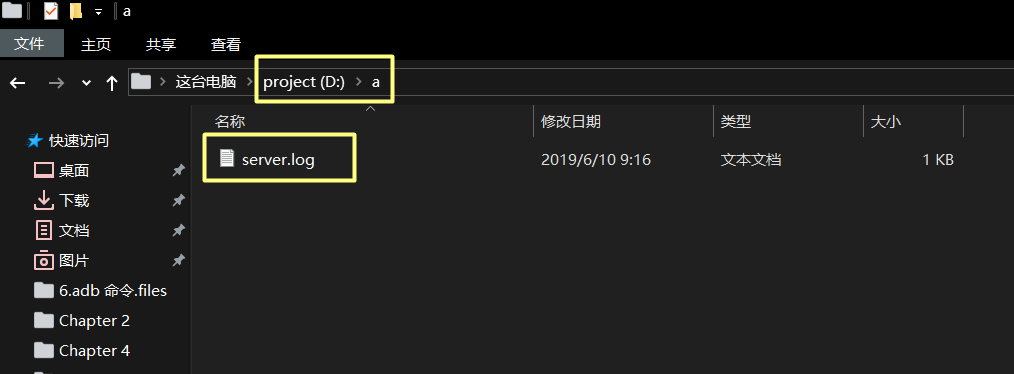 a
文件 主页 共享 查看
这台电脑 project (D:) a
名称 修改日期 类型 大小
server.log 2019/6/10 9:16 文本文档 1 KB
快速访问
桌面
下载
文档
图片
6.adb 命令.files
Chapter 2
Chapter 4